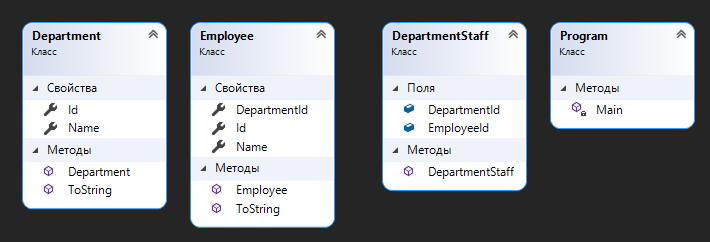 Department
Класс
Свойства
Id
Name
Методы
Department
ToString
Employee
Класс
Свойства
DepartmentId
Id
Name
Методы
Employee
ToString
DepartmentStaff
Класс
Поля
DepartmentId
EmployeeId
Методы
DepartmentStaff
Program
Класс
Методы
Main